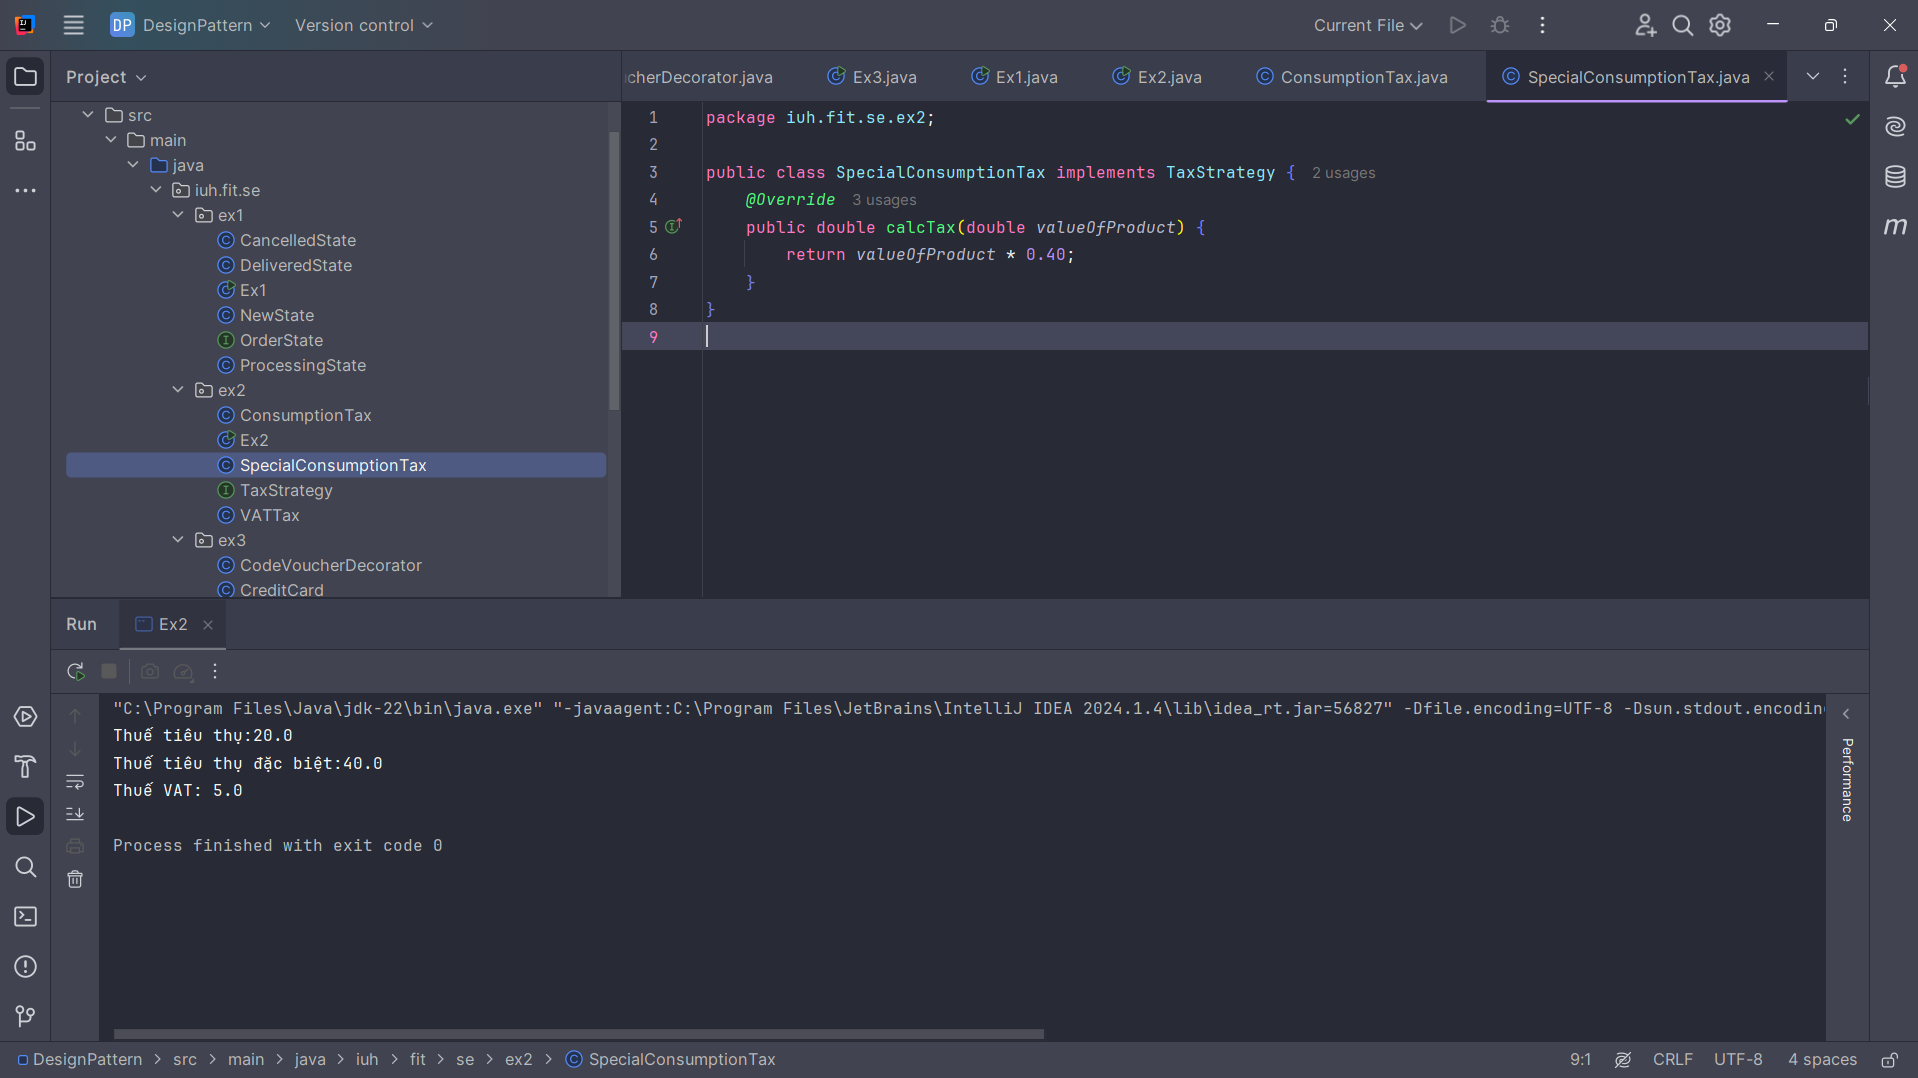 DP DesignPattern Version control Current File
Project
cherDecorator.java Ex3.java Ex1.java Ex2.java ConsumptionTax.java SpecialConsumptionTax.java
src
main
java
iuh.fit.se
ex1
CancelledState
DeliveredState
Ex1
NewState
OrderState
ProcessingState
ex2
ConsumptionTax
Ex2
SpecialConsumptionTax
TaxStrategy
VATTax
ex3
CodeVoucherDecorator
CreditCard
1 package iuh.fit.se.ex2;
2
3 public class SpecialConsumptionTax implements TaxStrategy { 2 usages
4 @Override 3 usages
5 public double calcTax(double valueOfProduct) {
6 return valueOfProduct * 0.40;
7 }
8 }
9
Run Ex2
"C:\Program Files\Java\jdk-22\bin\java.exe" "-javaagent:C:\Program Files\JetBrains\IntelliJ IDEA 2024.1.4\lib\idea_rt.jar=56827" -Dfile.encoding=UTF-8 -Dsun.stdout.encodin
Thuế tiêu thụ:20.0
Thuế tiêu thụ đặc biệt:40.0
Thuế VAT: 5.0
Process finished with exit code 0
Performance
DesignPattern > src > main > java > iuh > fit > se > ex2 > SpecialConsumptionTax 9:1 CRLF UTF-8 4 spaces